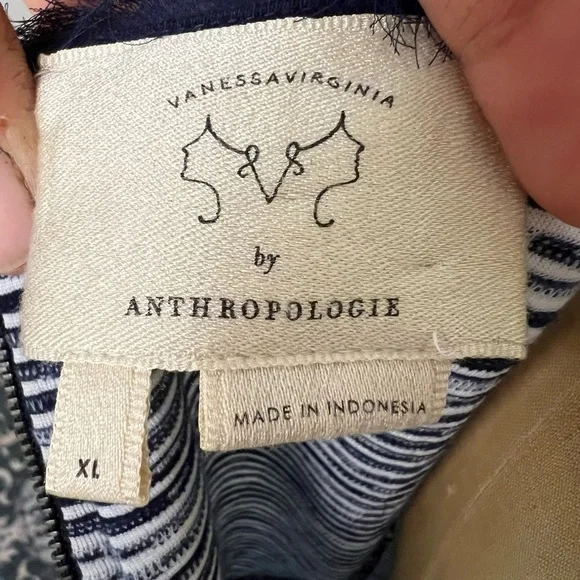 VANESSAVIRGINIA
by
ANTHROPOLOGIE
XL
MADE IN INDONESIA